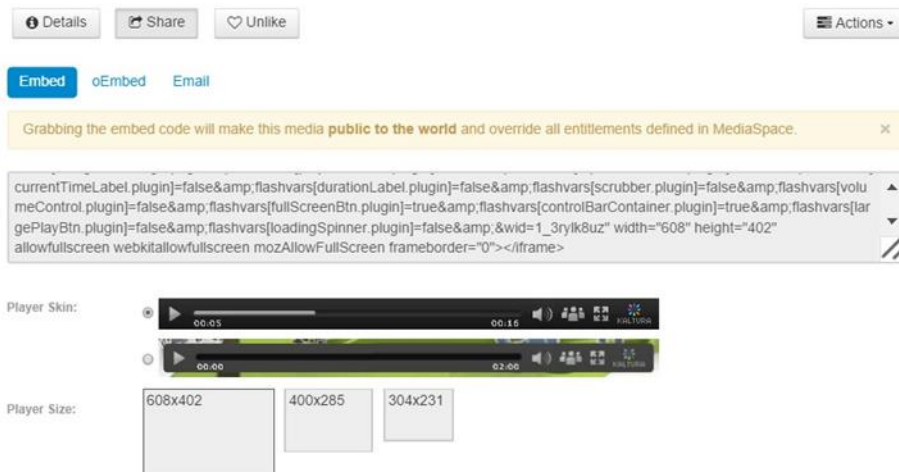 Details Share Unlike Actions
Embed oEmbed Email
Grabbing the embed code will make this media public to the world and override all entitlements defined in MediaSpace. ×
currentTimeLabel.plugin]=false&amp;flashvars[durationLabel.plugin]=false&amp;flashvars[scrubber.plugin]=false&amp;flashvars[volu
meControl.plugin]=false&amp;flashvars[fullScreenBtn.plugin]=true&amp;flashvars[controlBarContainer.plugin]=true&amp;flashvars[lar
gePlayBtn.plugin]=false&amp;flashvars[loadingSpinner.plugin]=false&amp;&wid=1_3rylk8uz" width="608" height="402"
allowfullscreen webkitallowfullscreen mozAllowFullScreen frameborder="0"></iframe>
Player Skin:
00:05 00:16 KALTURA
00:00 02:00 KALTURA
Player Size:
608x402 400x285 304x231